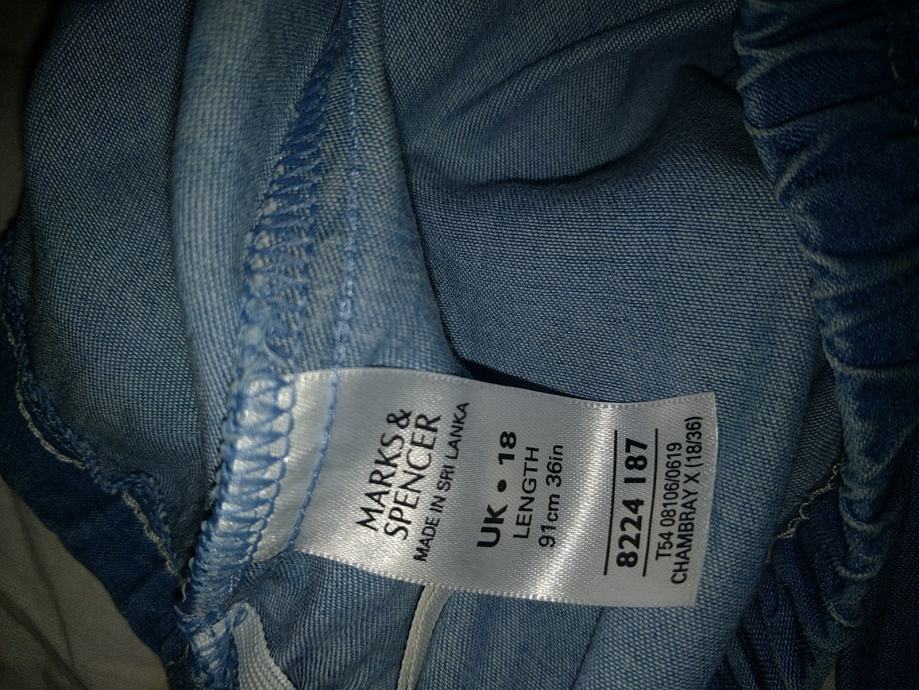 MARKS &
SPENCER
MADE IN SRI LANKA
UK • 18
LENGTH
91cm 36in
8224 187
T54 08106/0619
CHAMBRAY X (18/36)